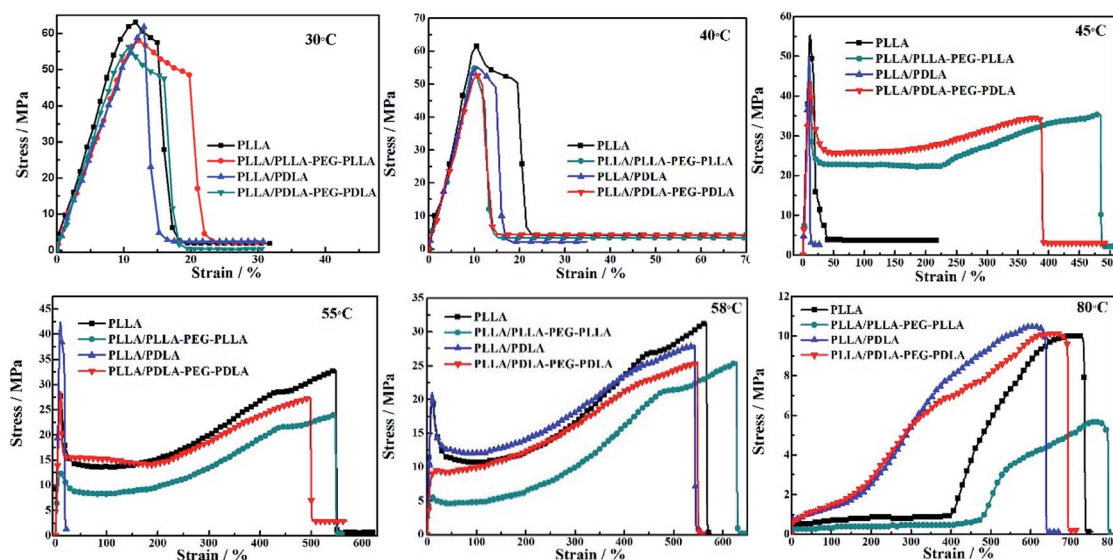 60
50
40
30
20
10
0
Stress / MPa
30°C
PLLA
PLLA/PLLA-PEG-PLLA
PLLA/PDLA
PLLA/PDLA-PEG-PDLA
0 10 20 30 40
Strain / %
70
60
50
40
30
20
10
0
Stress / MPa
40°C
PLLA
PLLA/PLLA-PEG-PLLA
PLLA/PDLA
PLLA/PDLA-PEG-PDLA
0 10 20 30 40 50 60 70
Strain / %
60
50
40
30
20
10
0
Stress / MPa
45°C
PLLA
PLLA/PLLA-PEG-PLLA
PLLA/PDLA
PLLA/PDLA-PEG-PDLA
0 50 100 150 200 250 300 350 400 450 500
Strain / %
45
40
35
30
25
20
15
10
5
0
Stress / MPa
55°C
PLLA
PLLA/PLLA-PEG-PLLA
PLLA/PDLA
PLLA/PDLA-PEG-PDLA
0 100 200 300 400 500 600
Strain / %
35
30
25
20
15
10
5
0
Stress / MPa
58°C
PLLA
PLLA/PLLA-PEG-PLLA
PLLA/PDLA
PLLA/PDLA-PEG-PDLA
0 100 200 300 400 500 600
Strain / %
12
10
8
6
4
2
0
Stress / MPa
80°C
PLLA
PLLA/PLLA-PEG-PLLA
PLLA/PDLA
PLLA/PDLA-PEG-PDLA
0 100 200 300 400 500 600 700 800
Strain / %